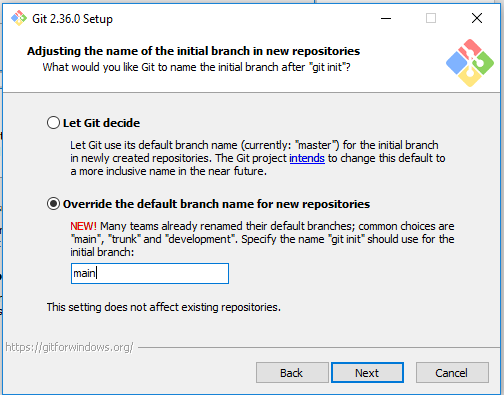 Git 2.36.0 Setup
Adjusting the name of the initial branch in new repositories
What would you like Git to name the initial branch after "git init"?
Let Git decide
Let Git use its default branch name (currently: "master") for the initial branch
in newly created repositories. The Git project intends to change this default to
a more inclusive name in the near future.
Override the default branch name for new repositories
NEW! Many teams already renamed their default branches; common choices are
"main", "trunk" and "development". Specify the name "git init" should use for the
initial branch:
main
This setting does not affect existing repositories.
https://gitforwindows.org/
Back Next Cancel